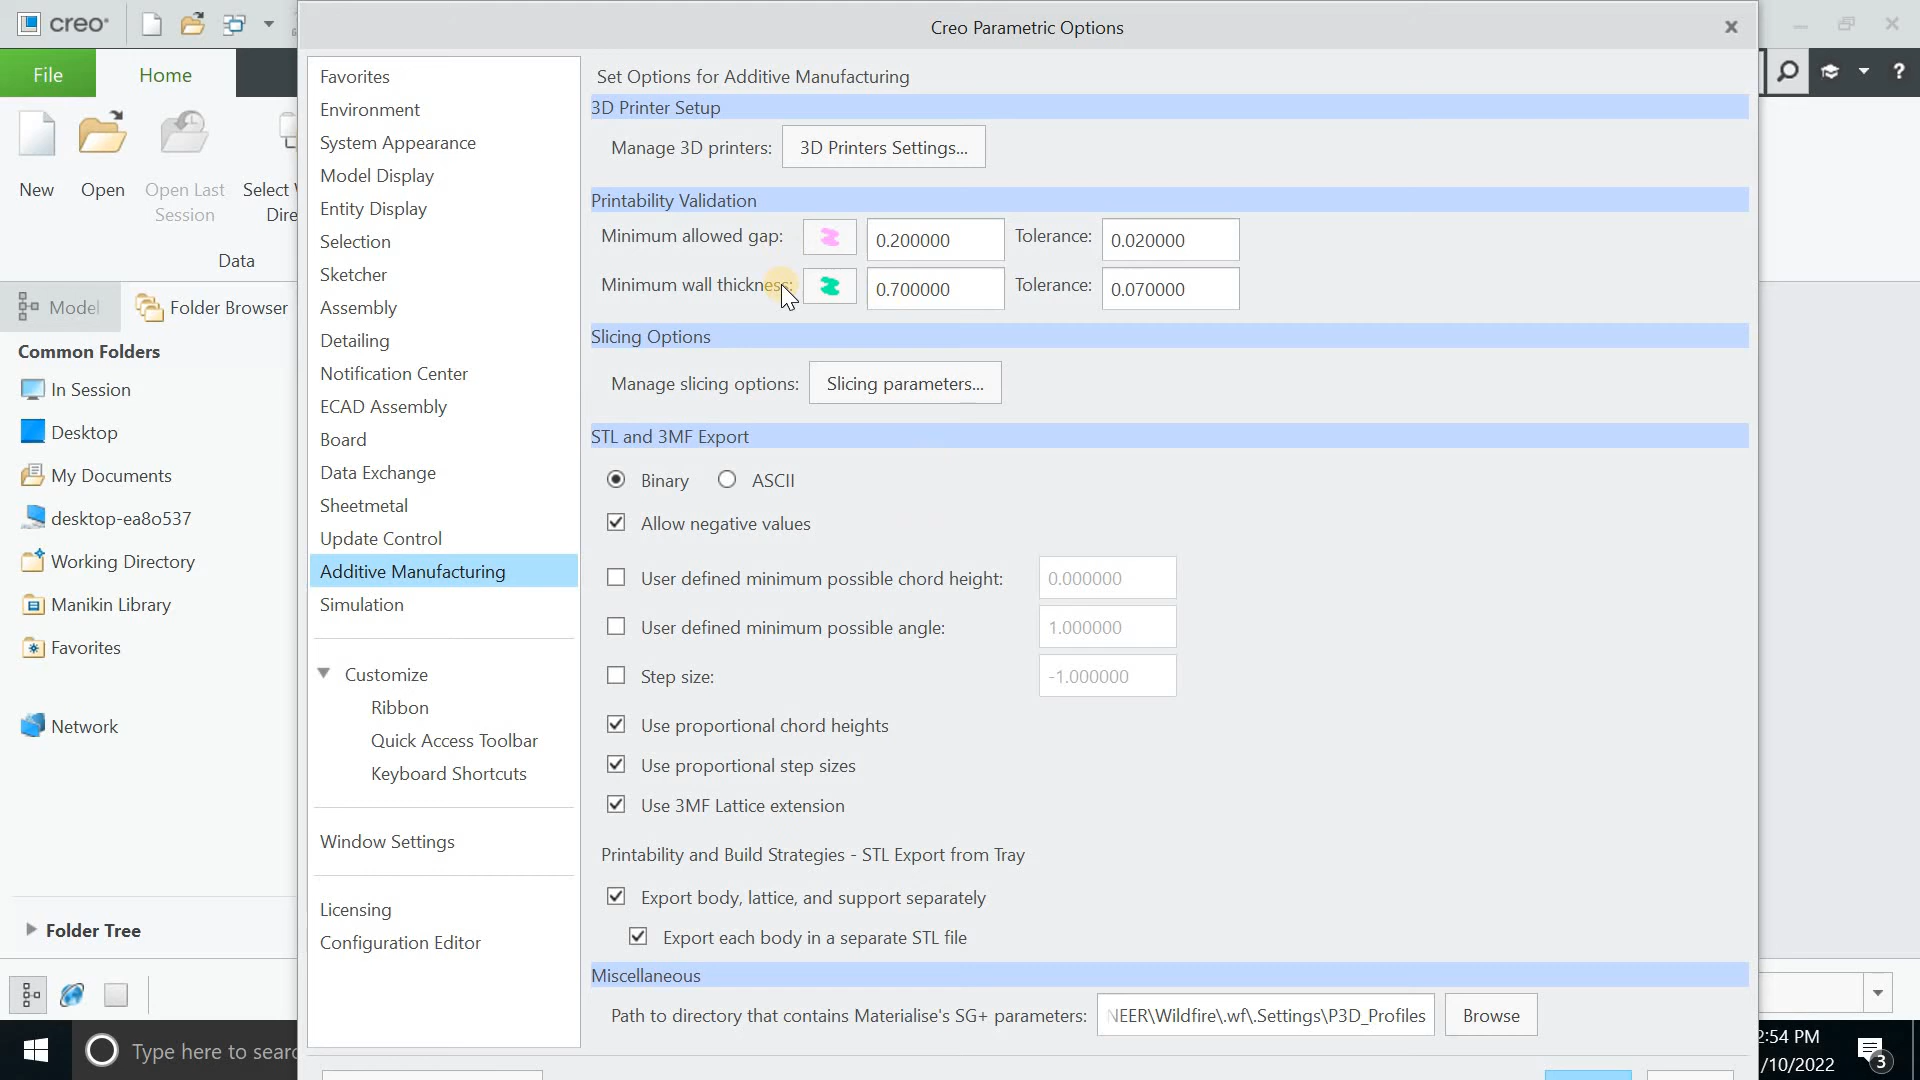 creo
Creo Parametric Options
File
Home
New
Open
Open Last
Session
Select
Dire
Data
Model
Folder Browser
Common Folders
In Session
Desktop
My Documents
desktop-ea8o537
Working Directory
Manikin Library
Favorites
Network
Folder Tree
Favorites
Environment
System Appearance
Model Display
Entity Display
Selection
Sketcher
Assembly
Detailing
Notification Center
ECAD Assembly
Board
Data Exchange
Sheetmetal
Update Control
Additive Manufacturing
Simulation
Customize
Ribbon
Quick Access Toolbar
Keyboard Shortcuts
Window Settings
Licensing
Configuration Editor
Set Options for Additive Manufacturing
3D Printer Setup
Manage 3D printers: 3D Printers Settings...
Printability Validation
Minimum allowed gap: 0.200000 Tolerance: 0.020000
Minimum wall thickness: 0.700000 Tolerance: 0.070000
Slicing Options
Manage slicing options: Slicing parameters...
STL and 3MF Export
Binary ASCII
Allow negative values
User defined minimum possible chord height: 0.000000
User defined minimum possible angle: 1.000000
Step size: -1.000000
Use proportional chord heights
Use proportional step sizes
Use 3MF Lattice extension
Printability and Build Strategies - STL Export from Tray
Export body, lattice, and support separately
Export each body in a separate STL file
Miscellaneous
Path to directory that contains Materialise's SG+ parameters: NEER\Wildfire\.wf\.Settings\P3D_Profiles Browse
Type here to searc
2:54 PM
/10/2022
3